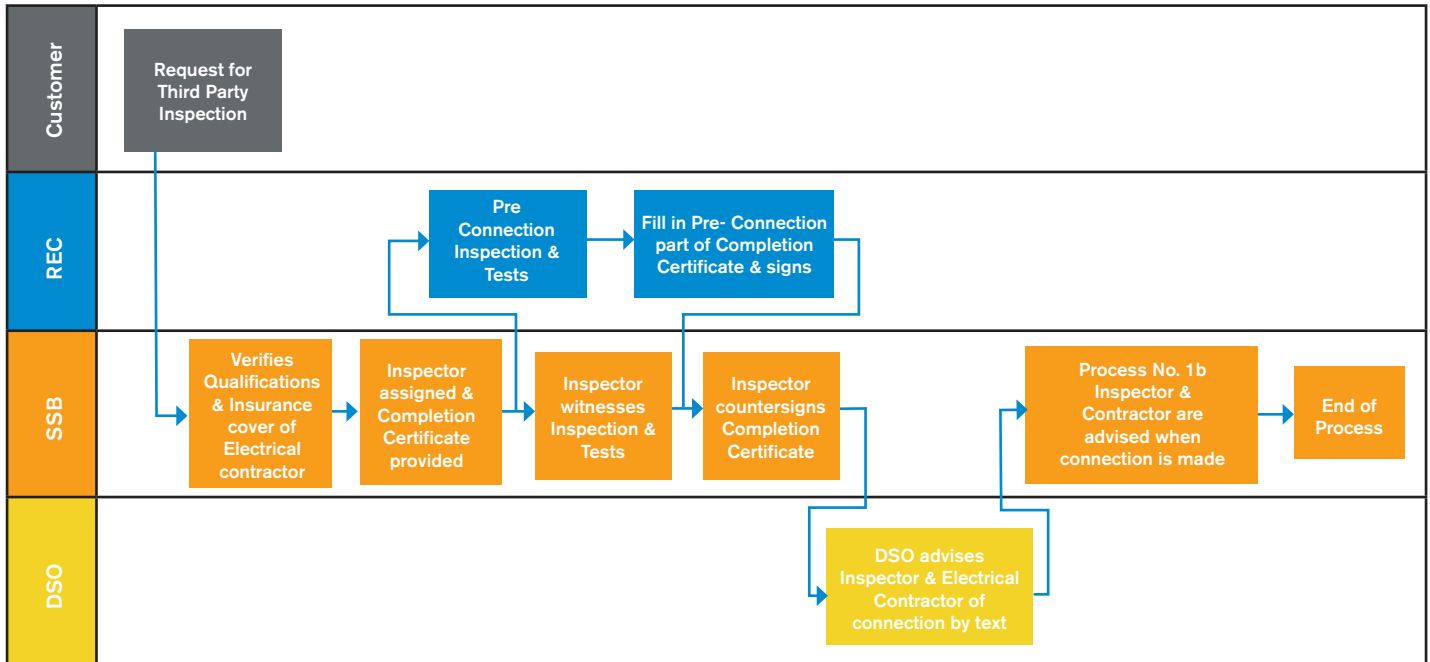 Customer
Request for
Third Party
Inspection
REC
Pre
Connection
Inspection &
Tests
Fill in Pre- Connection
part of Completion
Certificate & signs
SSB
Verifies
Qualifications
& Insurance
cover of
Electrical
contractor
Inspector
assigned &
Completion
Certificate
provided
Inspector
witnesses
Inspection &
Tests
Inspector
countersigns
Completion
Certificate
Process No. 1b
Inspector &
Contractor are
advised when
connection is made
End of
Process
DSO
DSO advises
Inspector & Electrical
Contractor of
connection by text